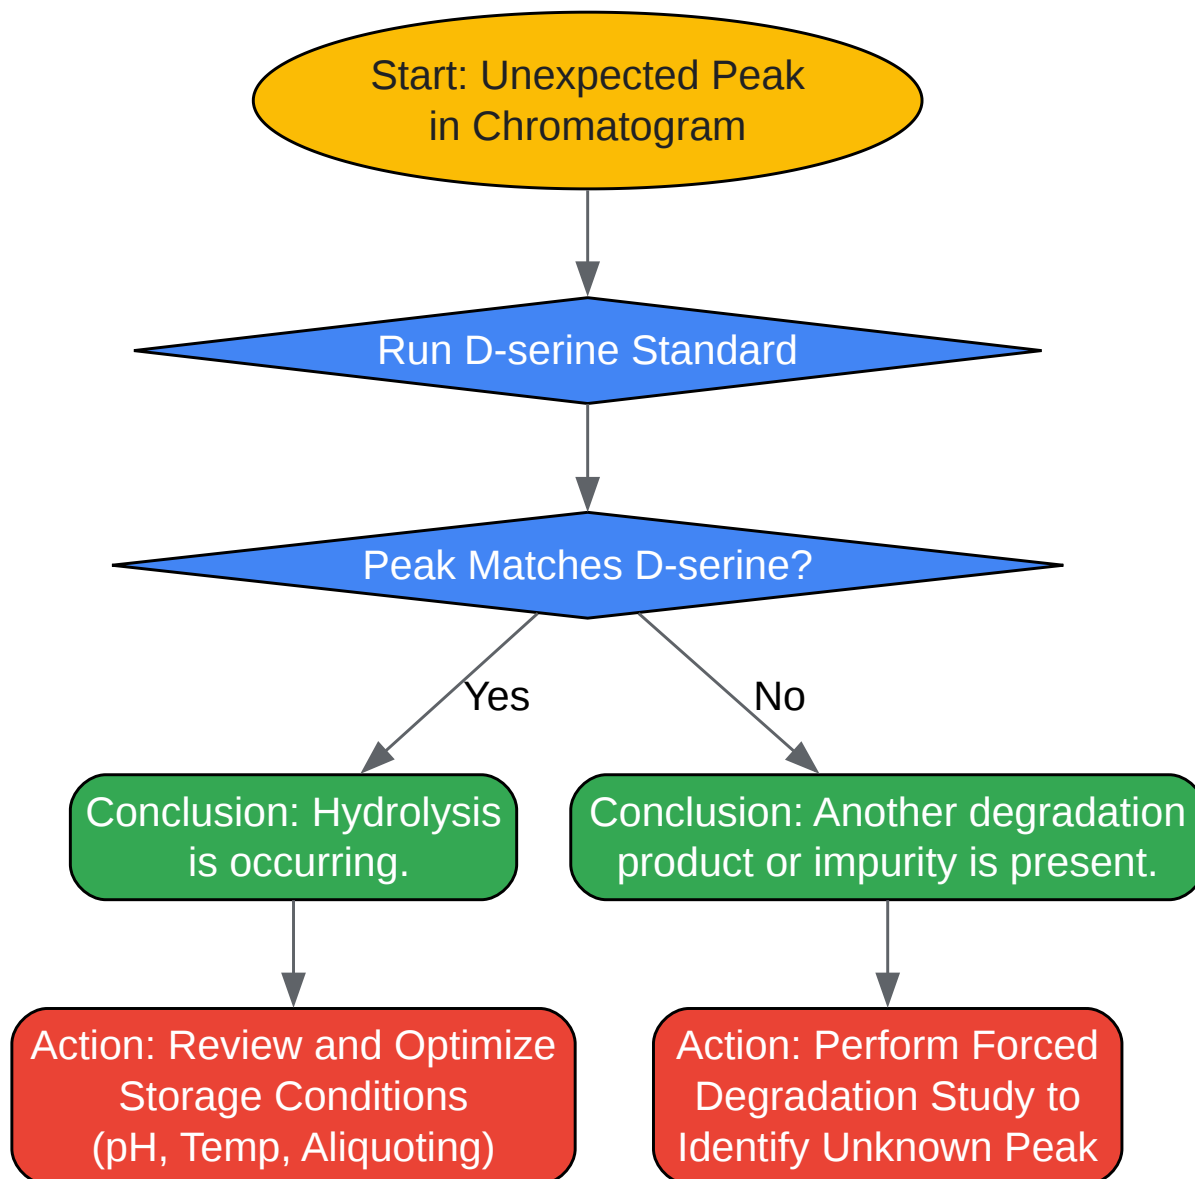 Start: Unexpected Peak
in Chromatogram
Run D-serine Standard
Peak Matches D-serine?
Yes
No
Conclusion: Hydrolysis
is occurring.
Conclusion: Another degradation
product or impurity is present.
Action: Review and Optimize
Storage Conditions
(pH, Temp, Aliquoting)
Action: Perform Forced
Degradation Study to
Identify Unknown Peak